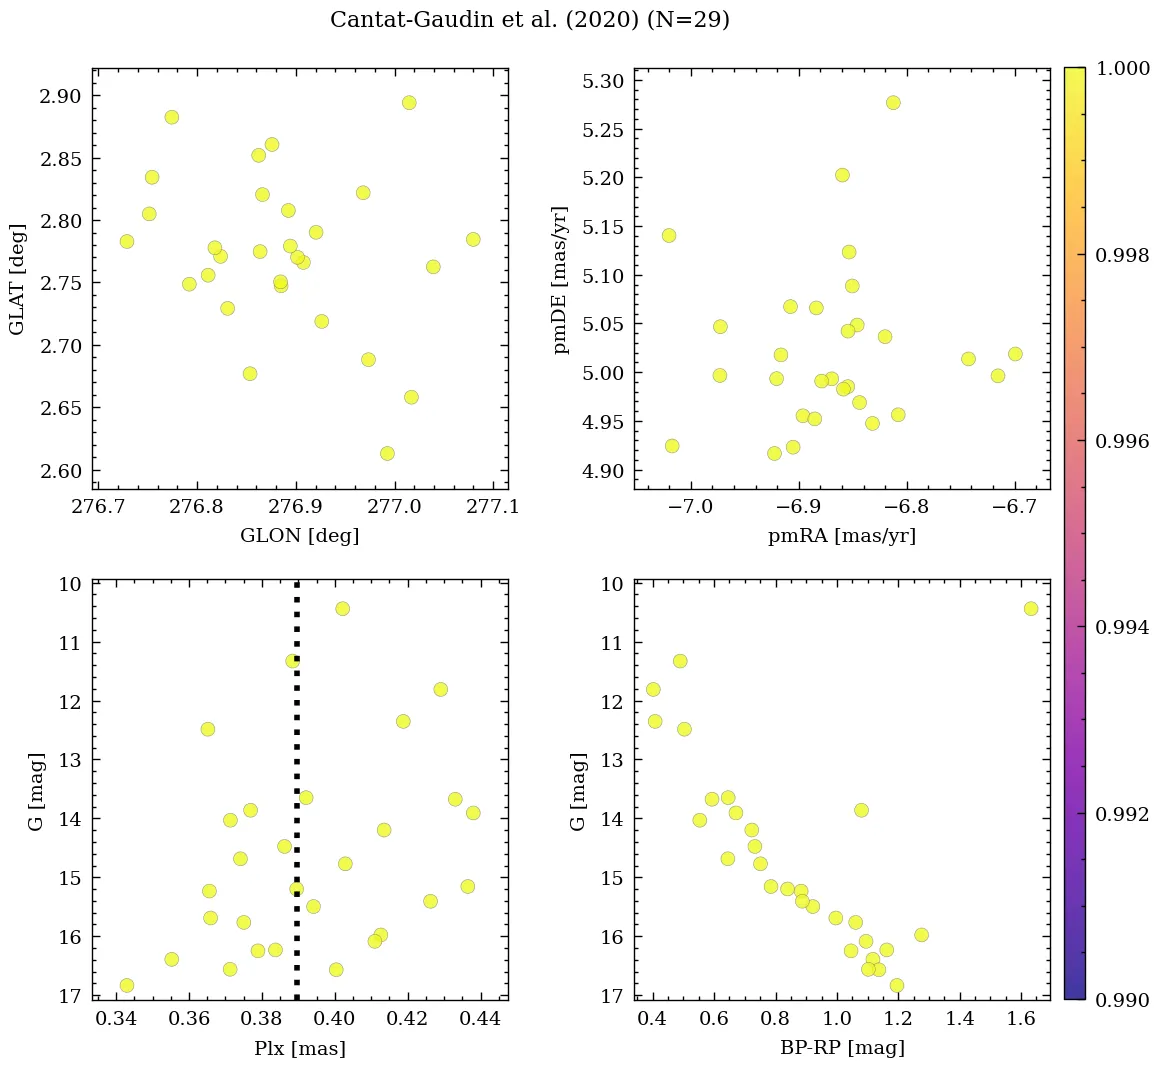 Cantat-Gaudin et al. (2020) (N=29)
2.90
2.85
2.80
2.75
2.70
2.65
2.60
GLAT [deg]
276.7 276.8 276.9 277.0 277.1
GLON [deg]
5.30
5.25
5.20
5.15
5.10
5.05
5.00
4.95
4.90
pmDE [mas/yr]
−7.0 −6.9 −6.8 −6.7
pmRA [mas/yr]
10
11
12
13
14
15
16
17
G [mag]
0.34 0.36 0.38 0.40 0.42 0.44
Plx [mas]
10
11
12
13
14
15
16
17
G [mag]
0.4 0.6 0.8 1.0 1.2 1.4 1.6
BP-RP [mag]
1.000
0.998
0.996
0.994
0.992
0.990